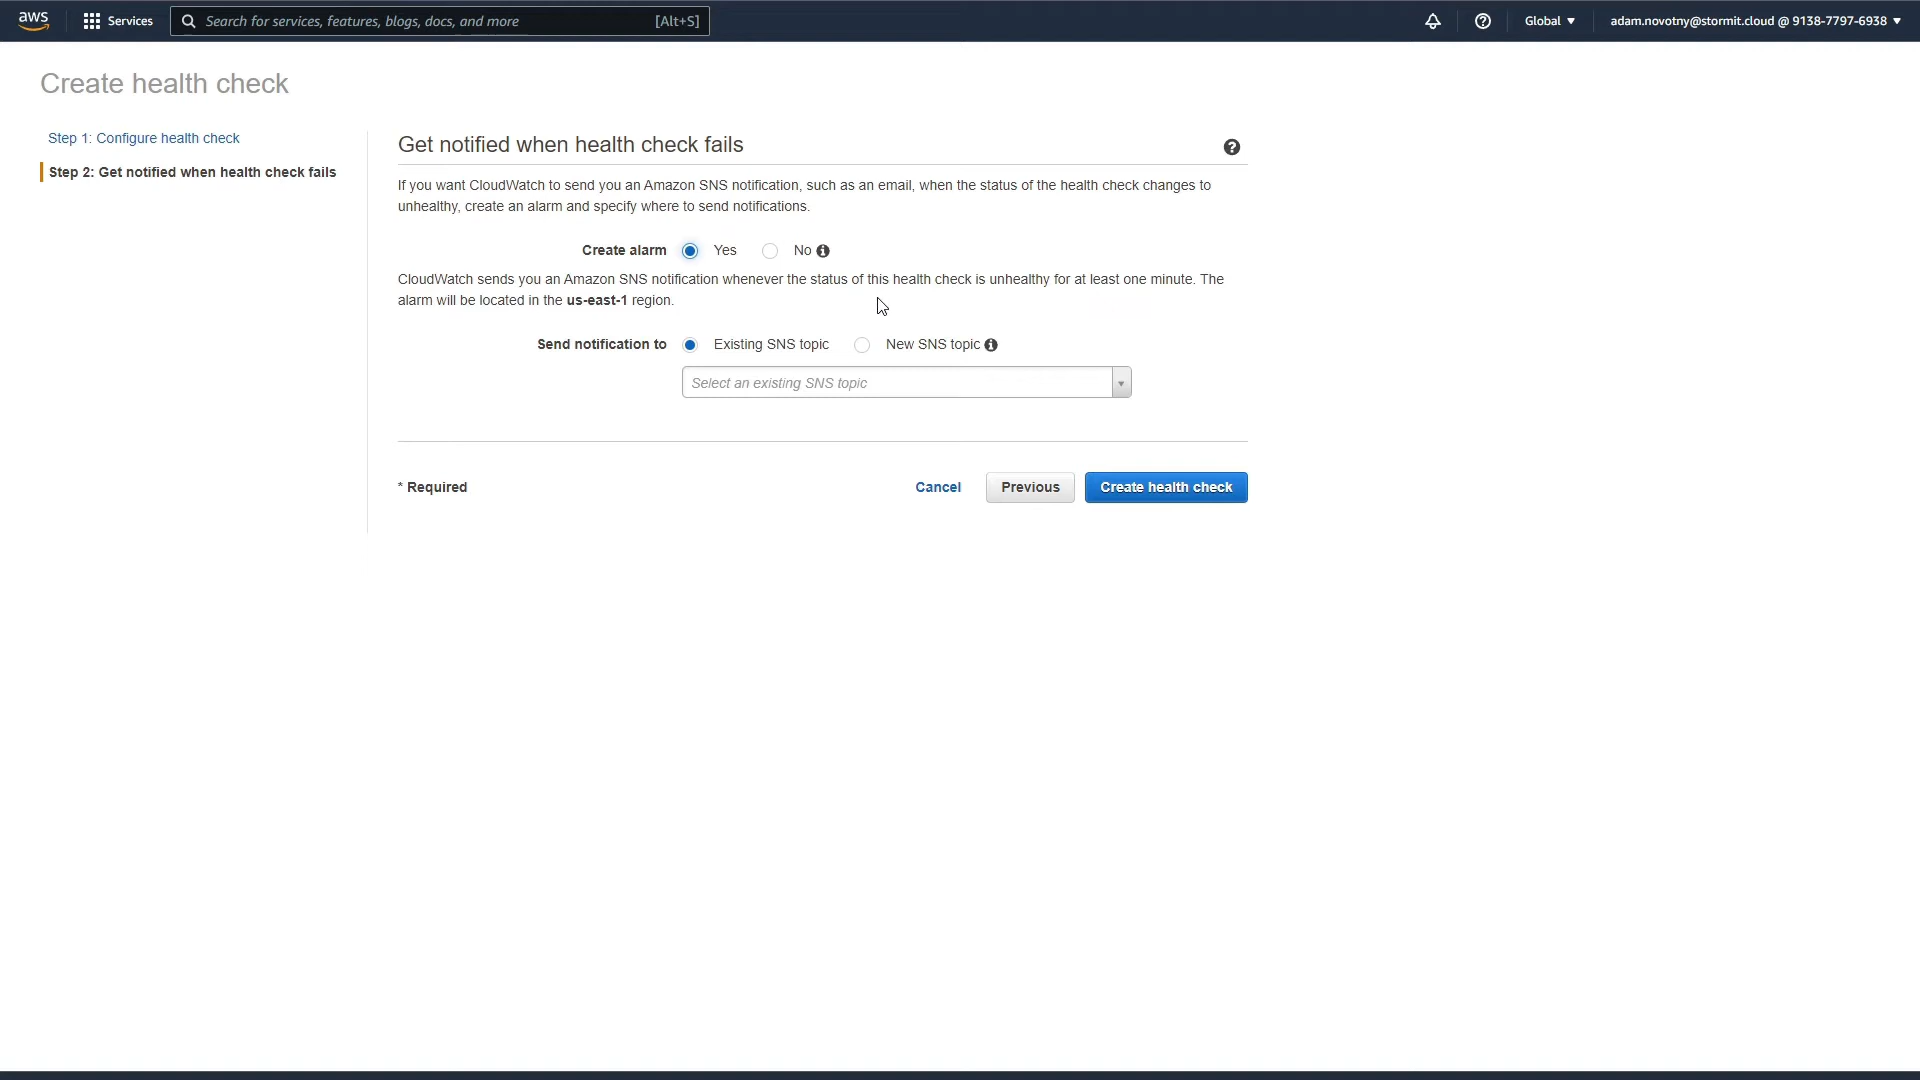 aws
Services
Search for services, features, blogs, docs, and more
[Alt+S]
Global
adam.novotny@stormit.cloud @ 9138-7797-6938
Create health check
Step 1: Configure health check
Step 2: Get notified when health check fails
Get notified when health check fails
If you want CloudWatch to send you an Amazon SNS notification, such as an email, when the status of the health check changes to
unhealthy, create an alarm and specify where to send notifications.
Create alarm Yes No
CloudWatch sends you an Amazon SNS notification whenever the status of this health check is unhealthy for at least one minute. The
alarm will be located in the us-east-1 region.
Send notification to Existing SNS topic New SNS topic
Select an existing SNS topic
* Required
Cancel
Previous
Create health check